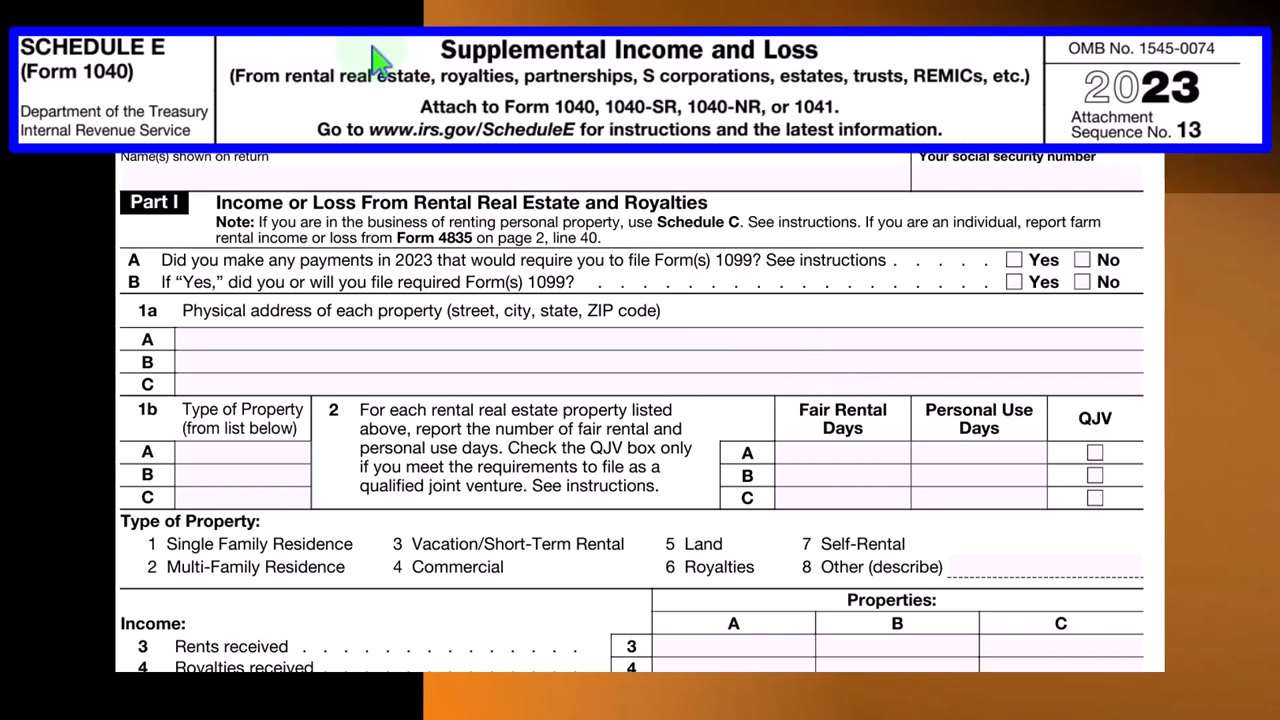 SCHEDULE E
(Form 1040)
Department of the Treasury
Internal Revenue Service
Supplemental Income and Loss
(From rental real estate, royalties, partnerships, S corporations, estates, trusts, REMICs, etc.)
Attach to Form 1040, 1040-SR, 1040-NR, or 1041.
Go to www.irs.gov/ScheduleE for instructions and the latest information.
OMB No. 1545-0074
2023
Attachment
Sequence No. 13
Name(s) shown on return
Your social security number
Part I Income or Loss From Rental Real Estate and Royalties
Note: If you are in the business of renting personal property, use Schedule C. See instructions. If you are an individual, report farm
rental income or loss from Form 4835 on page 2, line 40.
A Did you make any payments in 2023 that would require you to file Form(s) 1099? See instructions . . . . . Yes No
B If “Yes,” did you or will you file required Form(s) 1099? . . . . . . . . . . . . . . . . . . Yes No
1a Physical address of each property (street, city, state, ZIP code)
A
B
C
1b Type of Property
(from list below)
A
B
C
2 For each rental real estate property listed
above, report the number of fair rental and
personal use days. Check the QJV box only
if you meet the requirements to file as a
qualified joint venture. See instructions.
Fair Rental
Days
Personal Use
Days
QJV
A
B
C
Type of Property:
1 Single Family Residence 3 Vacation/Short-Term Rental 5 Land 7 Self-Rental
2 Multi-Family Residence 4 Commercial 6 Royalties 8 Other (describe)
Properties:
Income: A B C
3 Rents received . . . . . . . . . . . . . 3
4 Royalties received . . . . . . . . . . . . 4